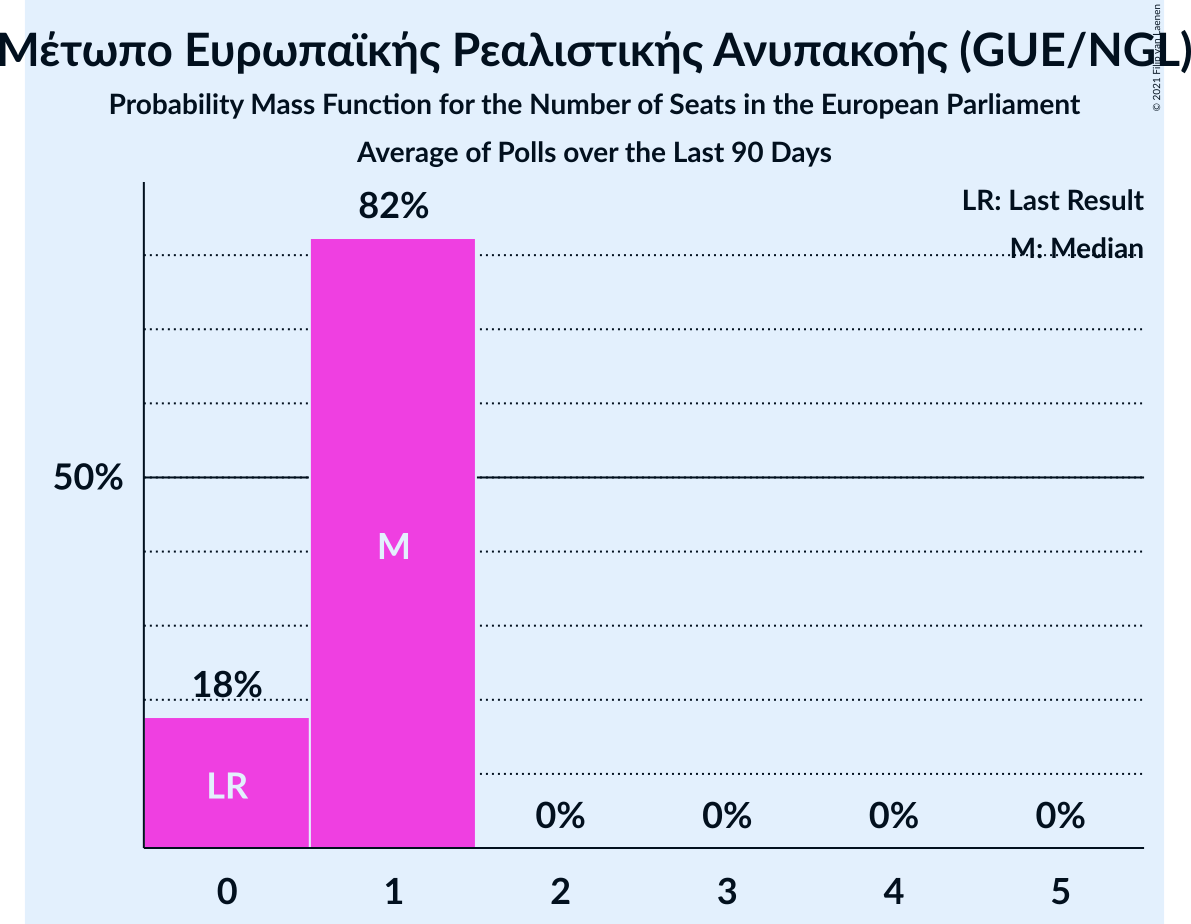 Μέτωπο Ευρωπαϊκής Ρεαλιστικής Ανυπακοής (GUE/NGL)
Probability Mass Function for the Number of Seats in the European Parliament
Average of Polls over the Last 90 Days
© 2021 Filip van Laenen
LR: Last Result
M: Median
82%
50%
M
18%
LR
0% 0% 0% 0%
0 1 2 3 4 5